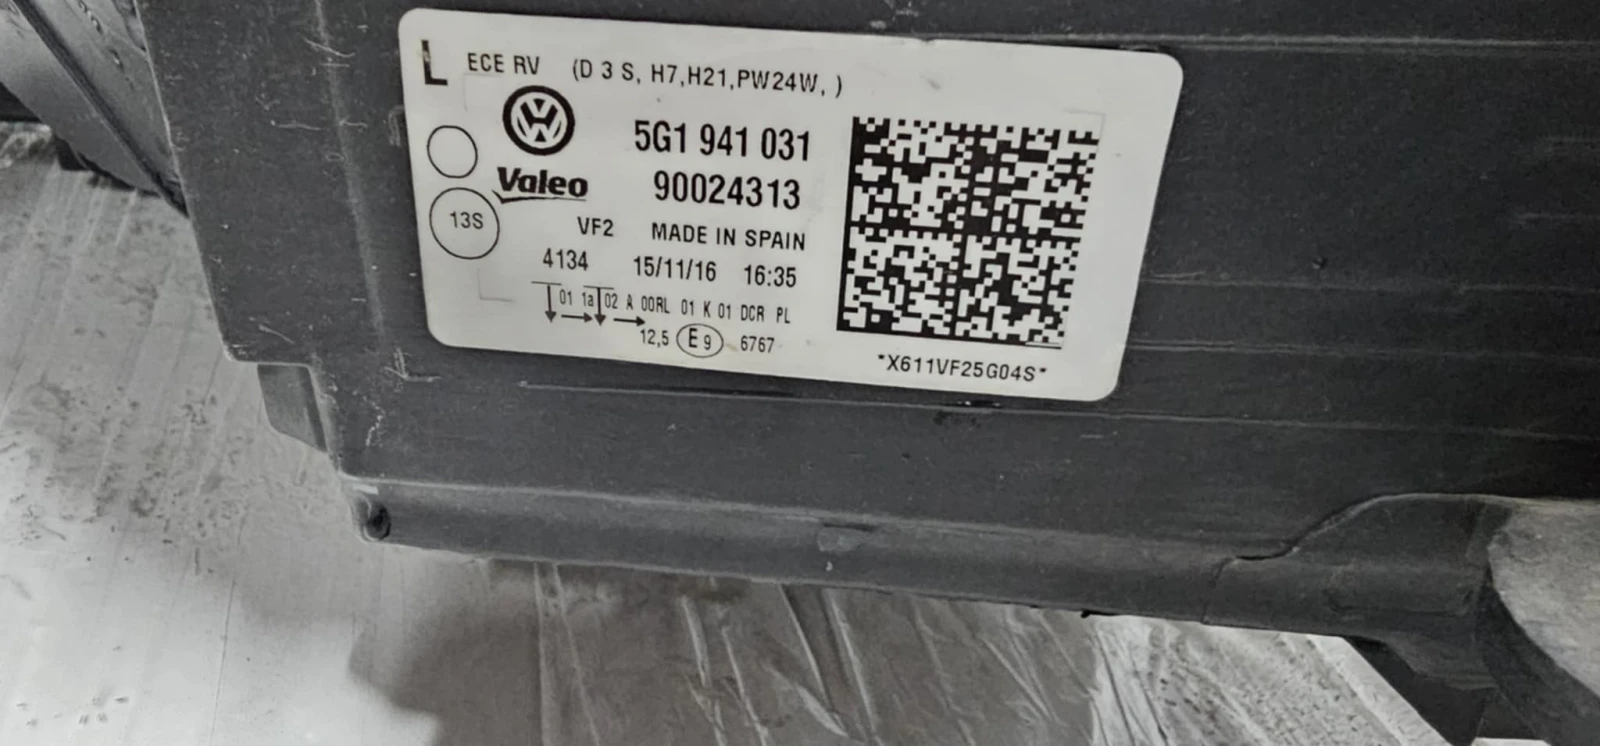 L ECE RV (D 3 S, H7,H21,PW24W, )
5G1 941 031
Valeo 90024313
13S VF2 MADE IN SPAIN
4134 15/11/16 16:35
01 1a 02 A 00RL 01 K 01 DCR PL
12,5 E9 6767
*X611VF25G04S*